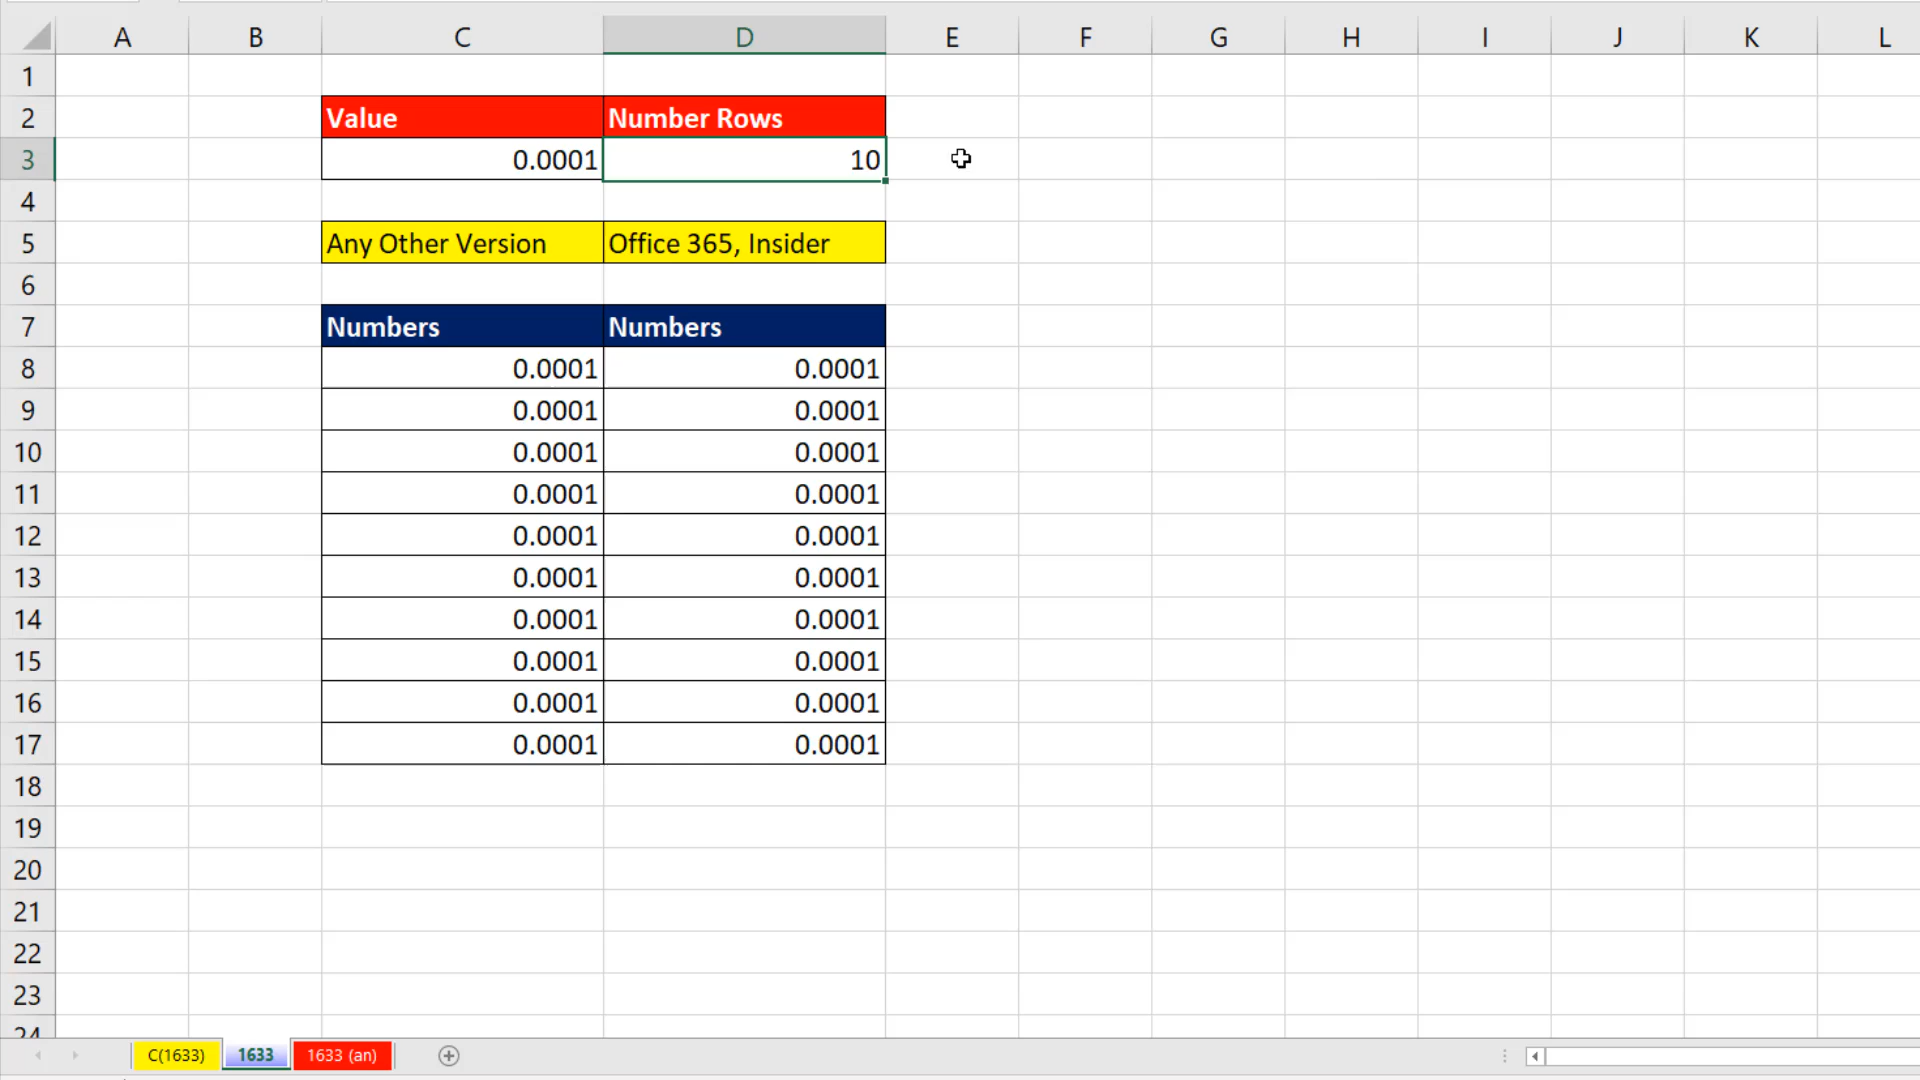 A B C D E F G H I J K L
1
2 Value Number Rows
3 0.0001 10
4
5 Any Other Version Office 365, Insider
6
7 Numbers Numbers
8 0.0001 0.0001
9 0.0001 0.0001
10 0.0001 0.0001
11 0.0001 0.0001
12 0.0001 0.0001
13 0.0001 0.0001
14 0.0001 0.0001
15 0.0001 0.0001
16 0.0001 0.0001
17 0.0001 0.0001
18
19
20
21
22
23
24
C(1633) 1633 1633 (an)